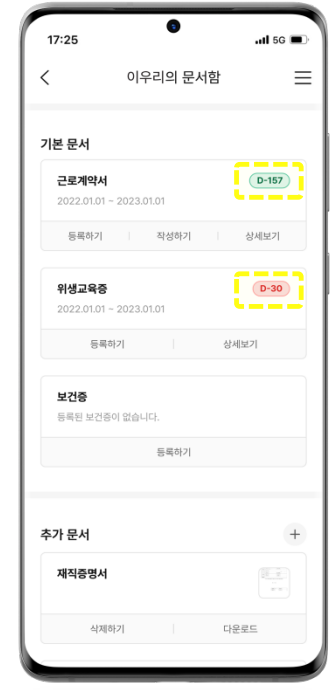 17:25
5G
이우리의 문서함
기본 문서
근로계약서
D-157
2022.01.01 ~ 2023.01.01
등록하기
작성하기
상세보기
위생교육증
D-30
2022.01.01 ~ 2023.01.01
등록하기
상세보기
보건증
등록된 보건증이 없습니다.
등록하기
추가 문서
재직증명서
삭제하기
다운로드